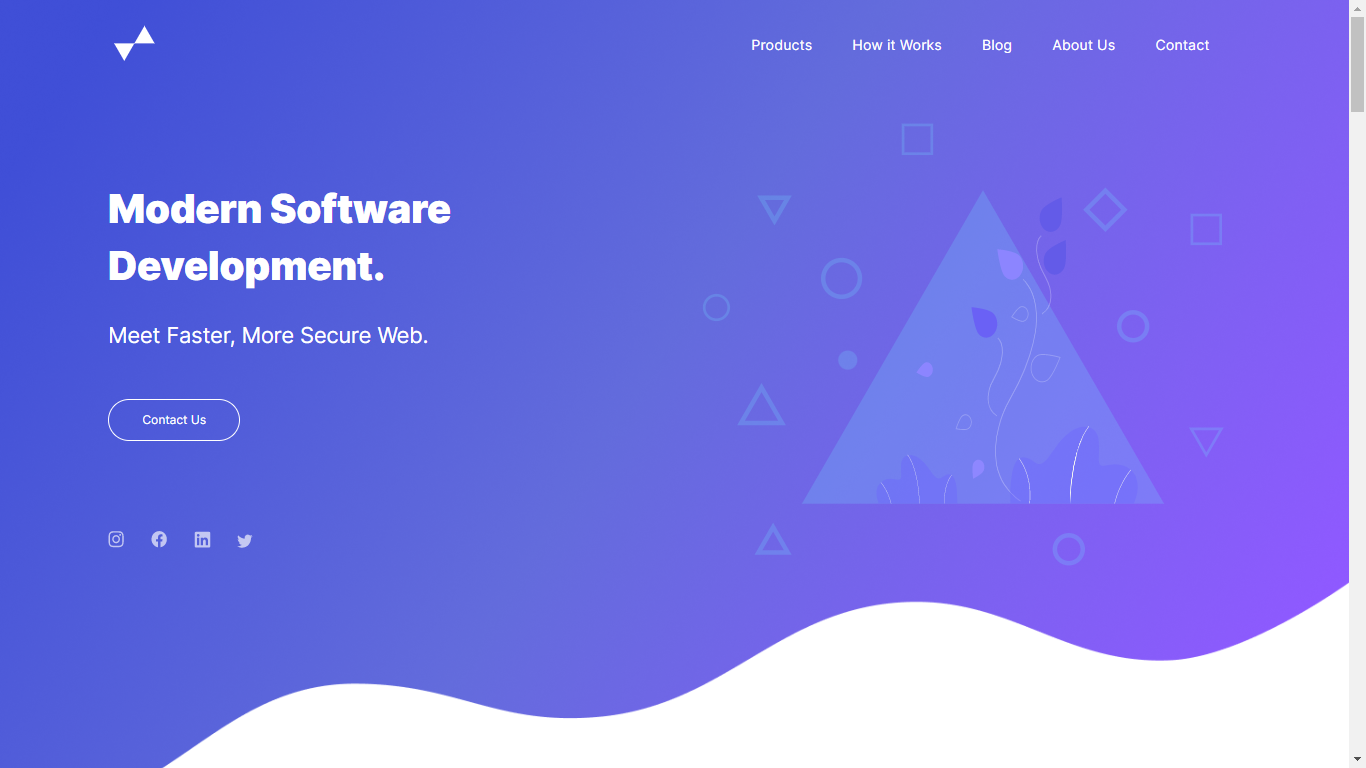 Products
How it Works
Blog
About Us
Contact
Modern Software
Development.
Meet Faster, More Secure Web.
Contact Us